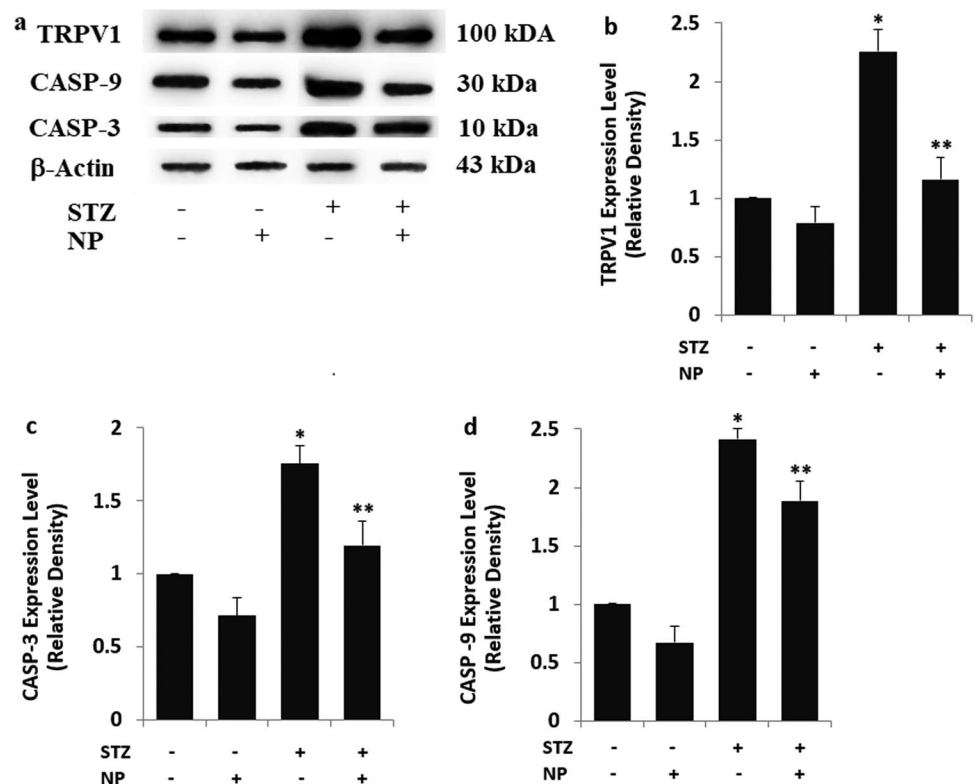 a
TRPV1 100 kDA
CASP-9 30 kDa
CASP-3 10 kDa
β-Actin 43 kDa
STZ - - + +
NP - + - +
b
TRPV1 Expression Level
(Relative Density)
2.5
2
1.5
1
0.5
0
*
**
STZ - - + +
NP - + - +
c
CASP-3 Expression Level
(Relative Density)
2
1.5
1
0.5
0
*
**
STZ - - + +
NP - + - +
d
CASP -9 Expression Level
(Relative Density)
2.5
2
1.5
1
0.5
0
*
**
STZ - - + +
NP - + - +